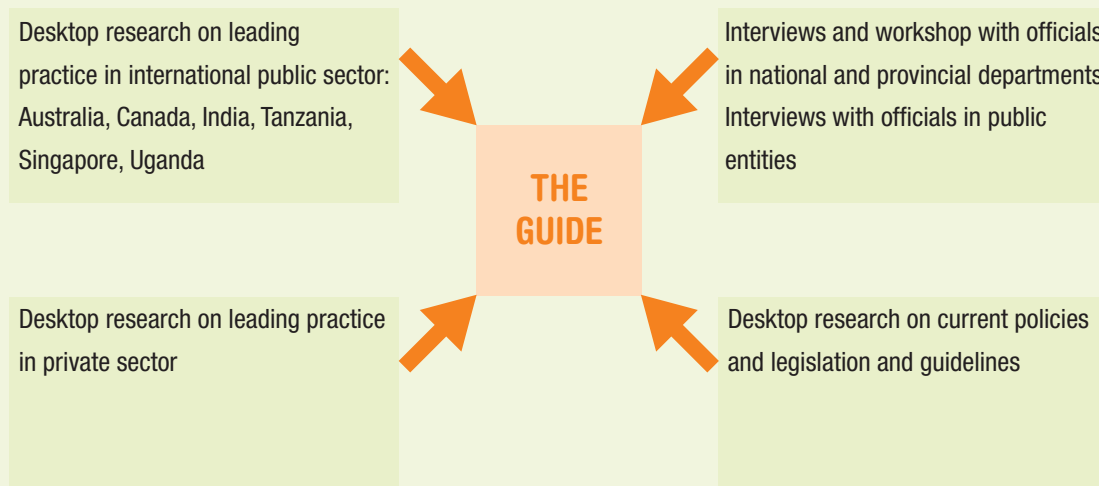 Desktop research on leading
practice in international public sector:
Australia, Canada, India, Tanzania,
Singapore, Uganda
Interviews and workshop with officials
in national and provincial departments
Interviews with officials in public
entities
THE
GUIDE
Desktop research on leading practice
in private sector
Desktop research on current policies
and legislation and guidelines